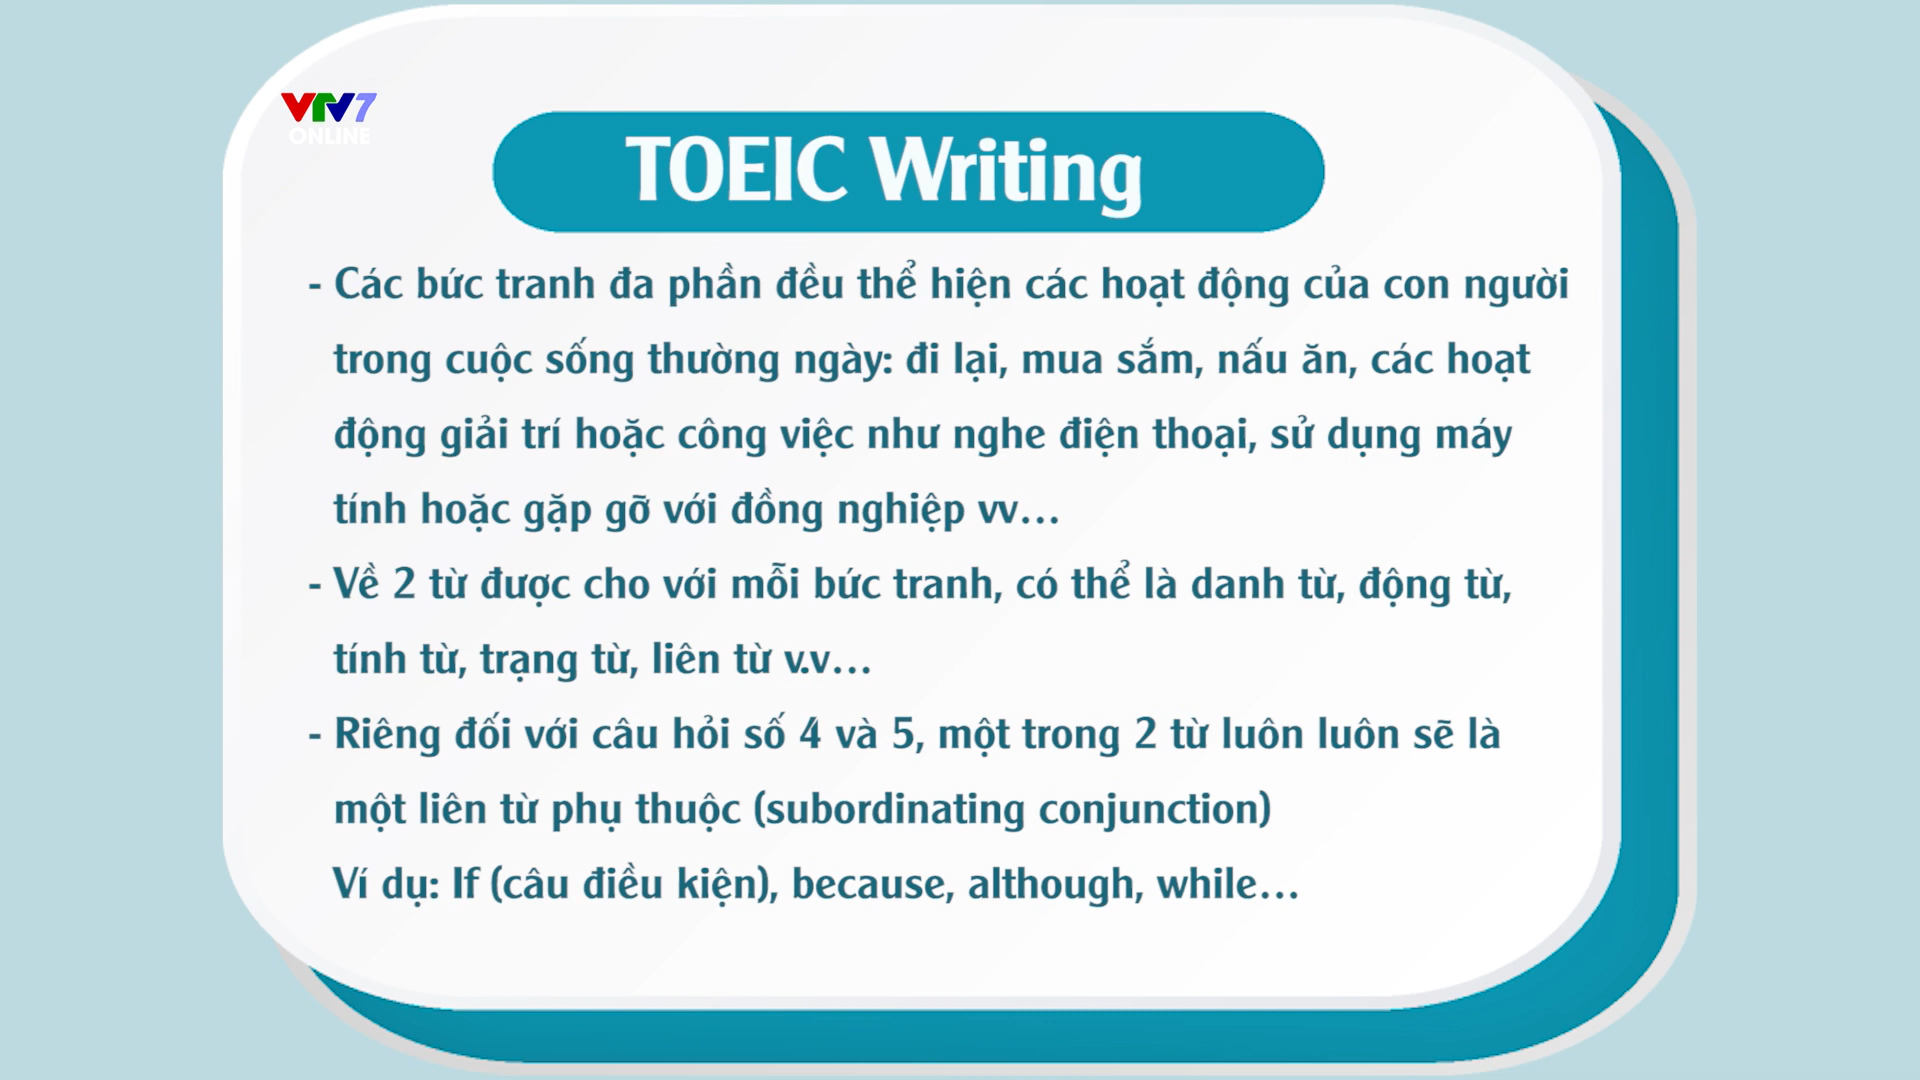 VTV7
ONLINE
TOEIC Writing
- Các bức tranh đa phần đều thể hiện các hoạt động của con người
trong cuộc sống thường ngày: đi lại, mua sắm, nấu ăn, các hoạt
động giải trí hoặc công việc như nghe điện thoại, sử dụng máy
tính hoặc gặp gỡ với đồng nghiệp vv...
- Về 2 từ được cho với mỗi bức tranh, có thể là danh từ, động từ,
tính từ, trạng từ, liên từ v.v...
- Riêng đối với câu hỏi số 4 và 5, một trong 2 từ luôn luôn sẽ là
một liên từ phụ thuộc (subordinating conjunction)
Ví dụ: If (câu điều kiện), because, although, while...